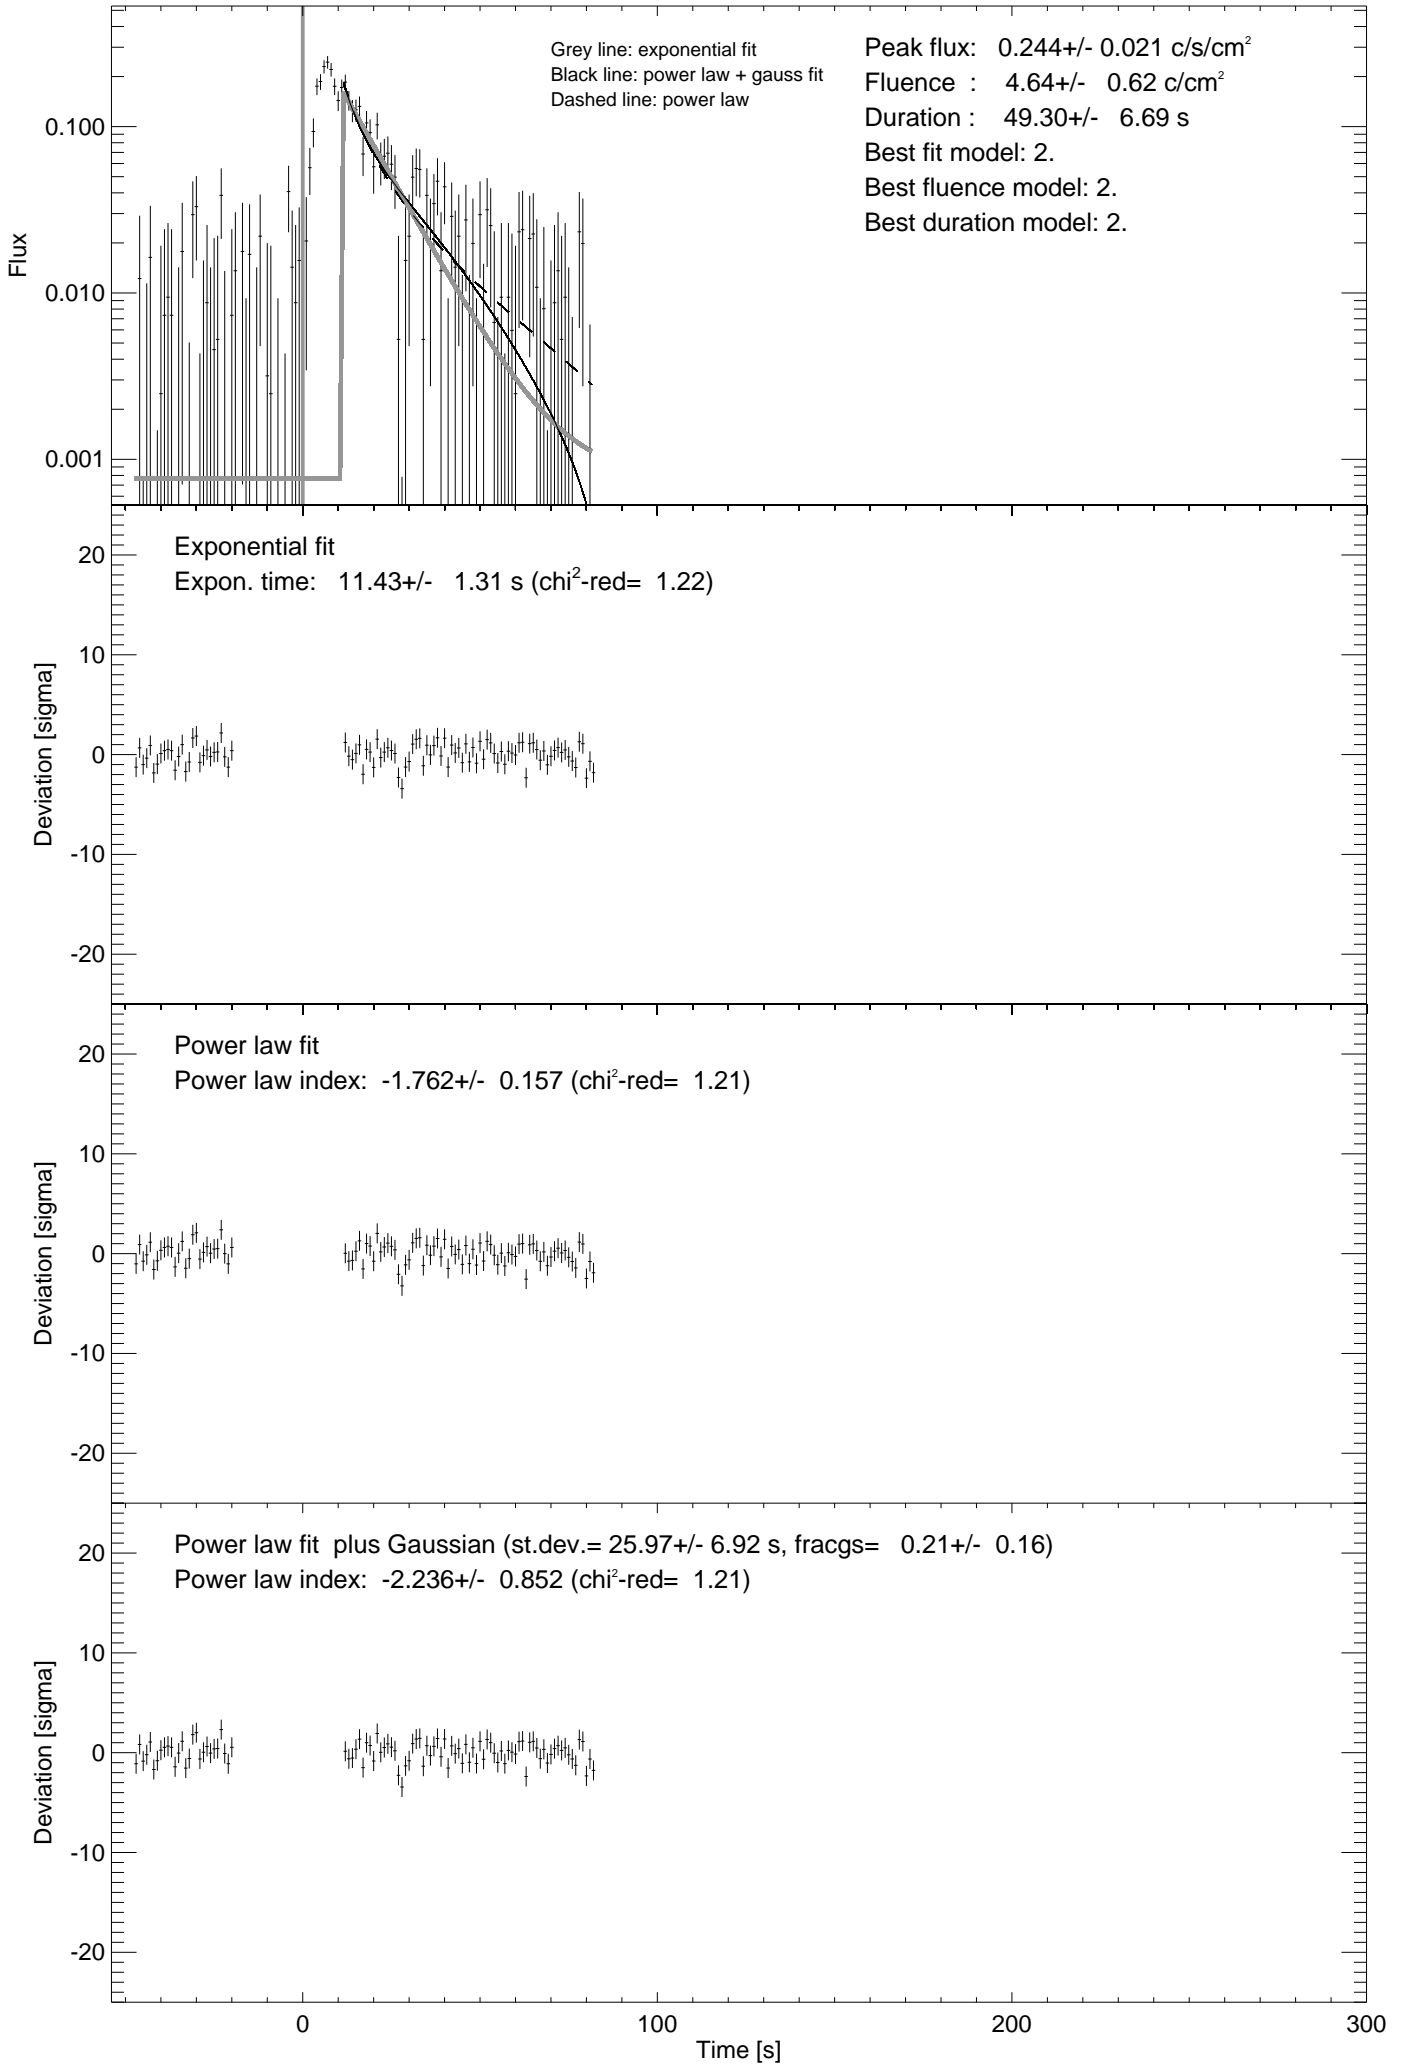 Grey line: exponential fit
Black line: power law + gauss fit
Dashed line: power law
Peak flux: 0.244+/- 0.021 c/s/cm²
Fluence : 4.64+/- 0.62 c/cm²
Duration : 49.30+/- 6.69 s
Best fit model: 2.
Best fluence model: 2.
Best duration model: 2.
Flux
0.100
0.010
0.001
Exponential fit
Expon. time: 11.43+/- 1.31 s (chi²-red= 1.22)
Deviation [sigma]
20
10
0
-10
-20
Power law fit
Power law index: -1.762+/- 0.157 (chi²-red= 1.21)
Deviation [sigma]
20
10
0
-10
-20
Power law fit plus Gaussian (st.dev.= 25.97+/- 6.92 s, fracgs= 0.21+/- 0.16)
Power law index: -2.236+/- 0.852 (chi²-red= 1.21)
Deviation [sigma]
20
10
0
-10
-20
0 100 200 300
Time [s]